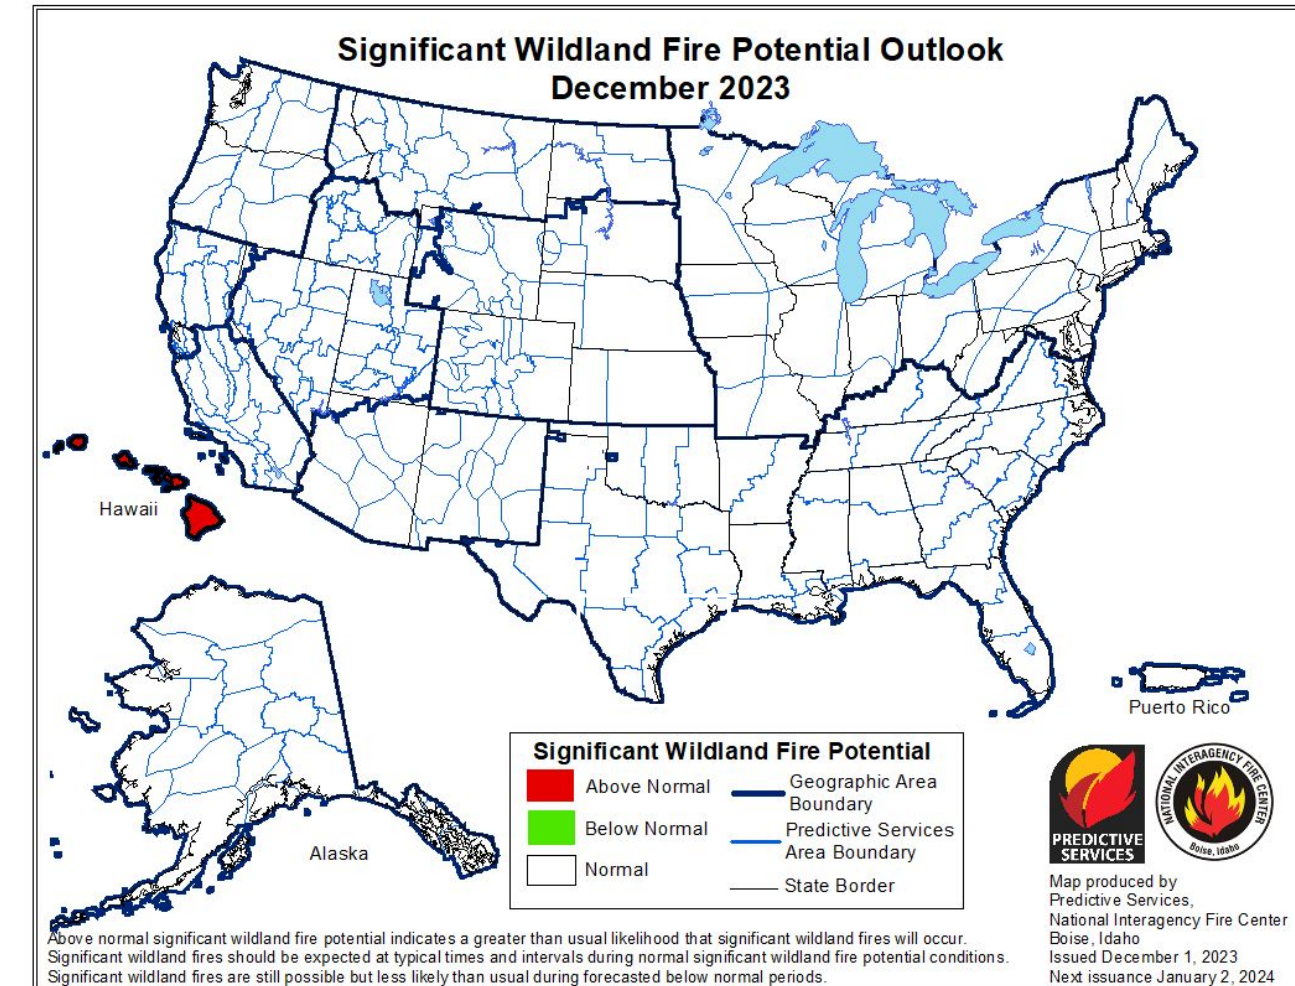 Significant Wildland Fire Potential Outlook
December 2023
Hawaii
Alaska
Puerto Rico
Significant Wildland Fire Potential
Above Normal
Below Normal
Normal
Geographic Area
Boundary
Predictive Services
Area Boundary
State Border
PREDICTIVE
SERVICES
NATIONAL INTERAGENCY FIRE CENTER
Boise, Idaho
Map produced by
Predictive Services,
National Interagency Fire Center
Boise, Idaho
Issued December 1, 2023
Next issuance January 2, 2024
Above normal significant wildland fire potential indicates a greater than usual likelihood that significant wildland fires will occur.
Significant wildland fires should be expected at typical times and intervals during normal significant wildland fire potential conditions.
Significant wildland fires are still possible but less likely than usual during forecasted below normal periods.